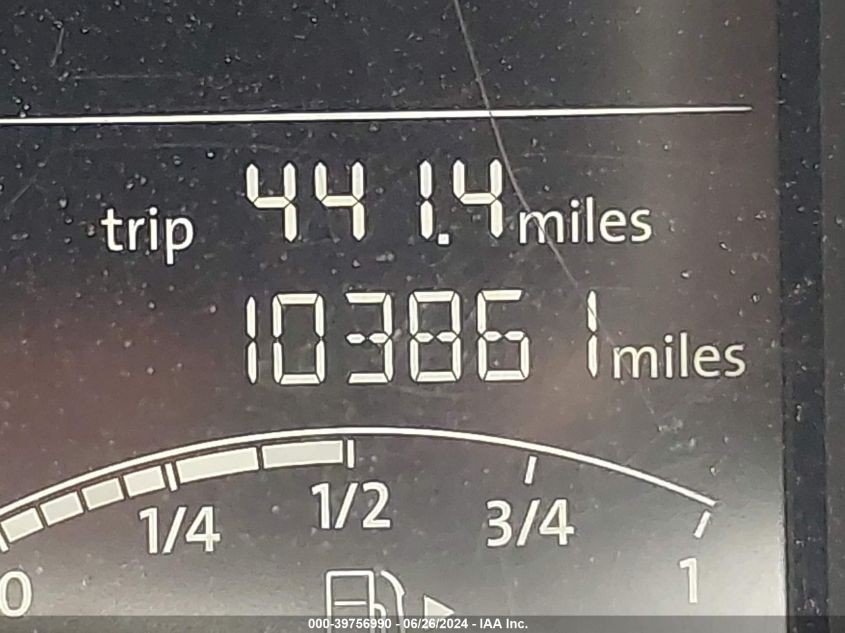 trip 441.4 miles
103861 miles
0 1/4 1/2 3/4 1
000-39756990 - 06/26/2024 - IAA Inc.